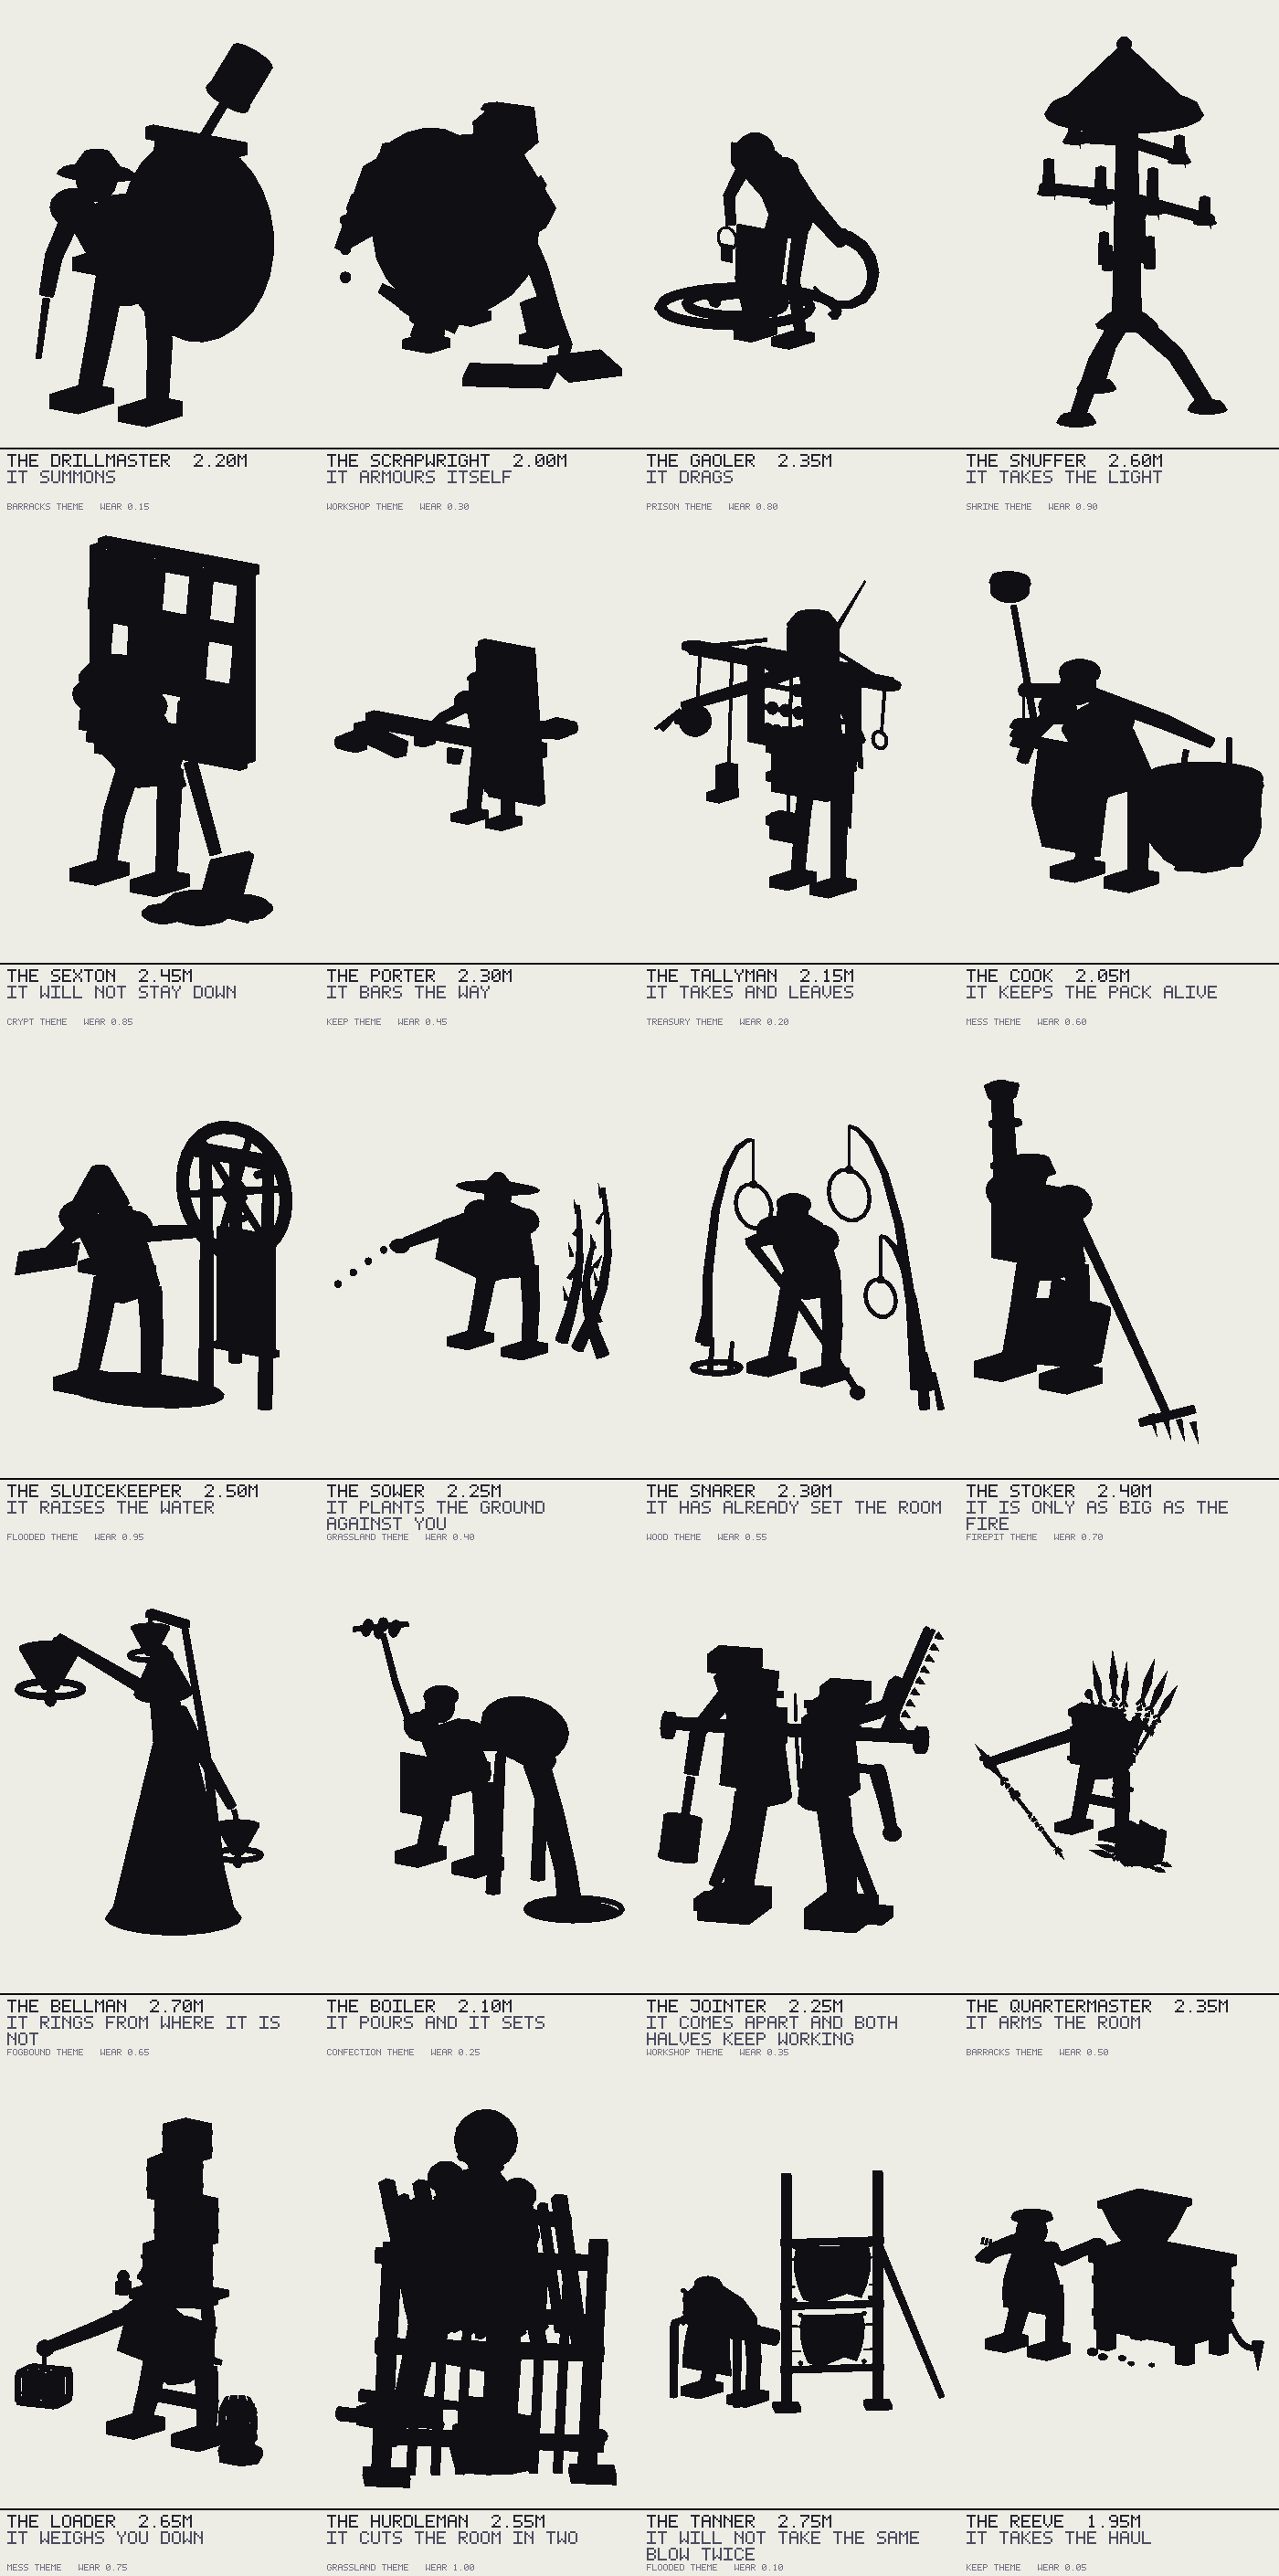 THE DRILLMASTER 2.20M
IT SUMMONS
BARRACKS THEME WEAR 0.15
THE SCRAPWRIGHT 2.00M
IT ARMOURS ITSELF
WORKSHOP THEME WEAR 0.30
THE GAOLER 2.35M
IT DRAGS
PRISON THEME WEAR 0.80
THE SNUFFER 2.60M
IT TAKES THE LIGHT
SHRINE THEME WEAR 0.90
THE SEXTON 2.45M
IT WILL NOT STAY DOWN
CRYPT THEME WEAR 0.85
THE PORTER 2.30M
IT BARS THE WAY
KEEP THEME WEAR 0.45
THE TALLYMAN 2.15M
IT TAKES AND LEAVES
TREASURY THEME WEAR 0.20
THE COOK 2.05M
IT KEEPS THE PACK ALIVE
MESS THEME WEAR 0.60
THE SLUICEKEEPER 2.50M
IT RAISES THE WATER
FLOODED THEME WEAR 0.95
THE SOWER 2.25M
IT PLANTS THE GROUND
AGAINST YOU
GRASSLAND THEME WEAR 0.40
THE SNARER 2.30M
IT HAS ALREADY SET THE ROOM
WOOD THEME WEAR 0.55
THE STOKER 2.40M
IT IS ONLY AS BIG AS THE
FIRE
FIREPIT THEME WEAR 0.70
THE BELLMAN 2.70M
IT RINGS FROM WHERE IT IS
NOT
FOGBOUND THEME WEAR 0.65
THE BOILER 2.10M
IT POURS AND IT SETS
CONFECTION THEME WEAR 0.25
THE JOINTER 2.25M
IT COMES APART AND BOTH
HALVES KEEP WORKING
WORKSHOP THEME WEAR 0.35
THE QUARTERMASTER 2.35M
IT ARMS THE ROOM
BARRACKS THEME WEAR 0.50
THE LOADER 2.65M
IT WEIGHS YOU DOWN
MESS THEME WEAR 0.75
THE HURDLEMAN 2.55M
IT CUTS THE ROOM IN TWO
GRASSLAND THEME WEAR 1.00
THE TANNER 2.75M
IT WILL NOT TAKE THE SAME
BLOW TWICE
FLOODED THEME WEAR 0.10
THE REEVE 1.95M
IT TAKES THE HAUL
KEEP THEME WEAR 0.05